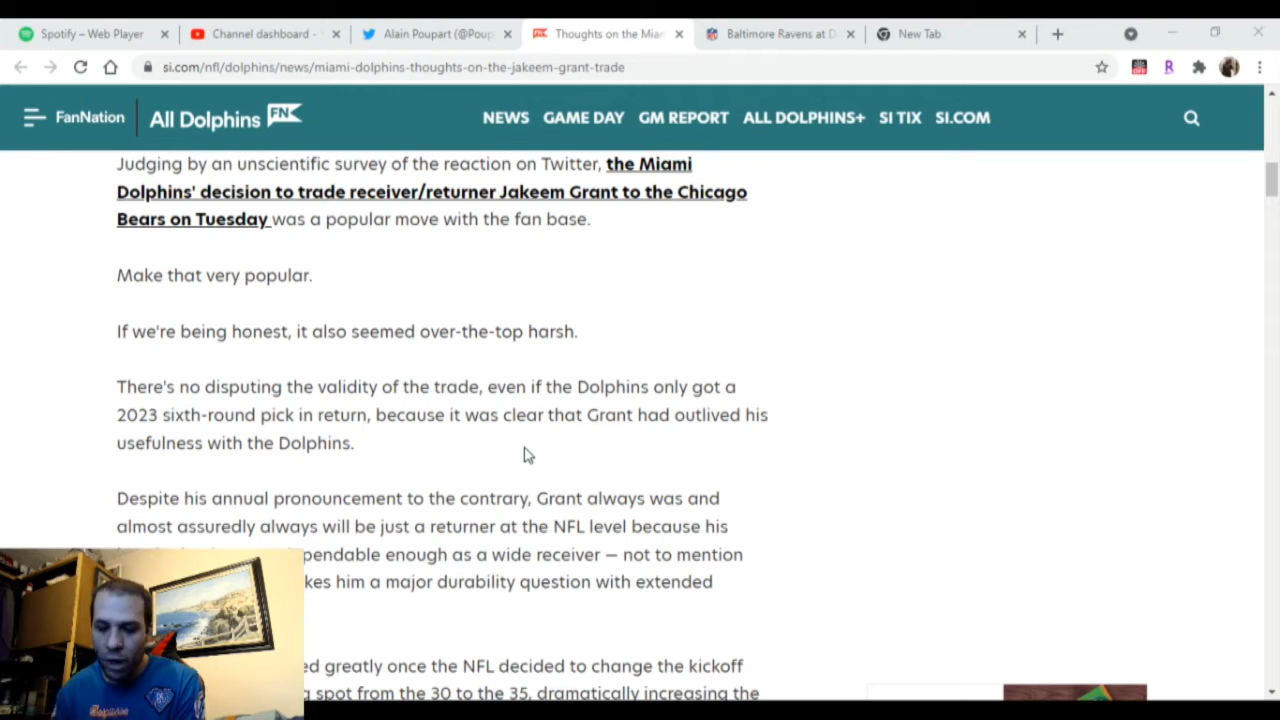 Spotify – Web Player
Channel dashboard -
Alain Poupart (@Poup
Thoughts on the Mian
Baltimore Ravens at D
New Tab
si.com/nfl/dolphins/news/miami-dolphins-thoughts-on-the-jakeem-grant-trade
OFF
R
FanNation
All Dolphins FN
NEWS GAME DAY GM REPORT ALL DOLPHINS+ SI TIX SI.COM
Judging by an unscientific survey of the reaction on Twitter, the Miami
Dolphins' decision to trade receiver/returner Jakeem Grant to the Chicago
Bears on Tuesday was a popular move with the fan base.
Make that very popular.
If we're being honest, it also seemed over-the-top harsh.
There's no disputing the validity of the trade, even if the Dolphins only got a
2023 sixth-round pick in return, because it was clear that Grant had outlived his
usefulness with the Dolphins.
Despite his annual pronouncement to the contrary, Grant always was and
almost assuredly always will be just a returner at the NFL level because his
pendable enough as a wide receiver — not to mention
kes him a major durability question with extended
ed greatly once the NFL decided to change the kickoff
g spot from the 30 to the 35, dramatically increasing the